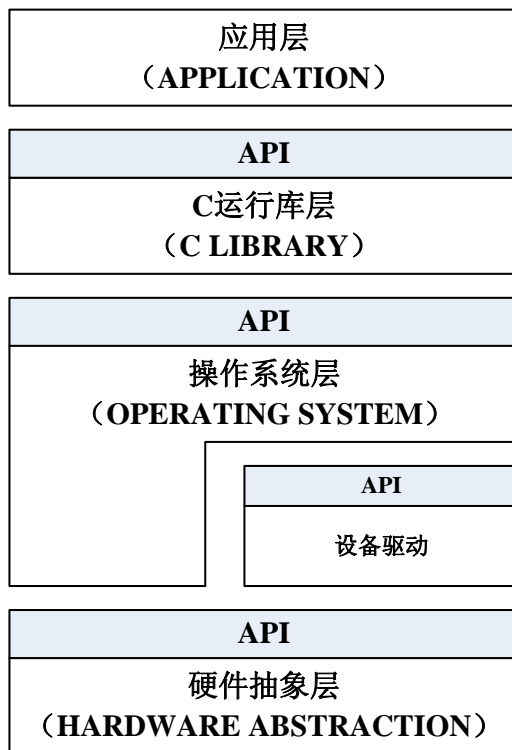 应用层
（APPLICATION）
API
C运行库层
（C LIBRARY）
API
操作系统层
（OPERATING SYSTEM）
API
设备驱动
API
硬件抽象层
（HARDWARE ABSTRACTION）